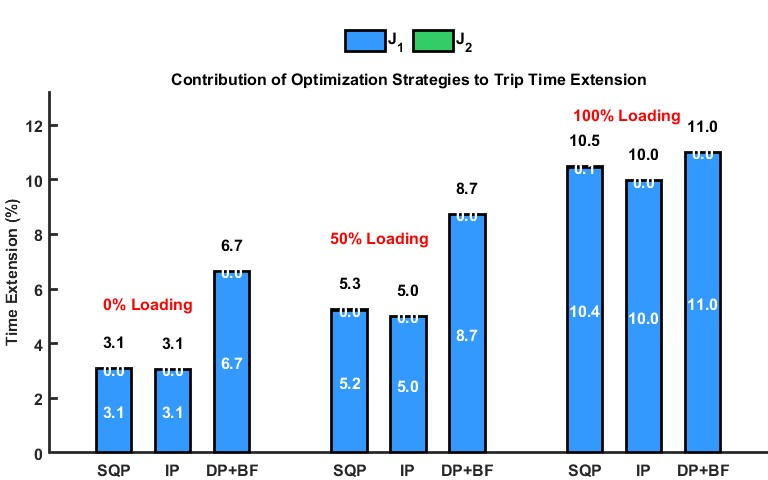 J1 J2
Contribution of Optimization Strategies to Trip Time Extension
Time Extension (%)
12
10
8
6
4
2
0
0% Loading
3.1 3.1 6.7
0.0 0.0 0.0
3.1 3.1 6.7
50% Loading
5.3 5.0 8.7
0.0 0.0 0.0
5.2 5.0 8.7
100% Loading
10.5 10.0 11.0
0.1 0.0 0.0
10.4 10.0 11.0
SQP IP DP+BF SQP IP DP+BF SQP IP DP+BF